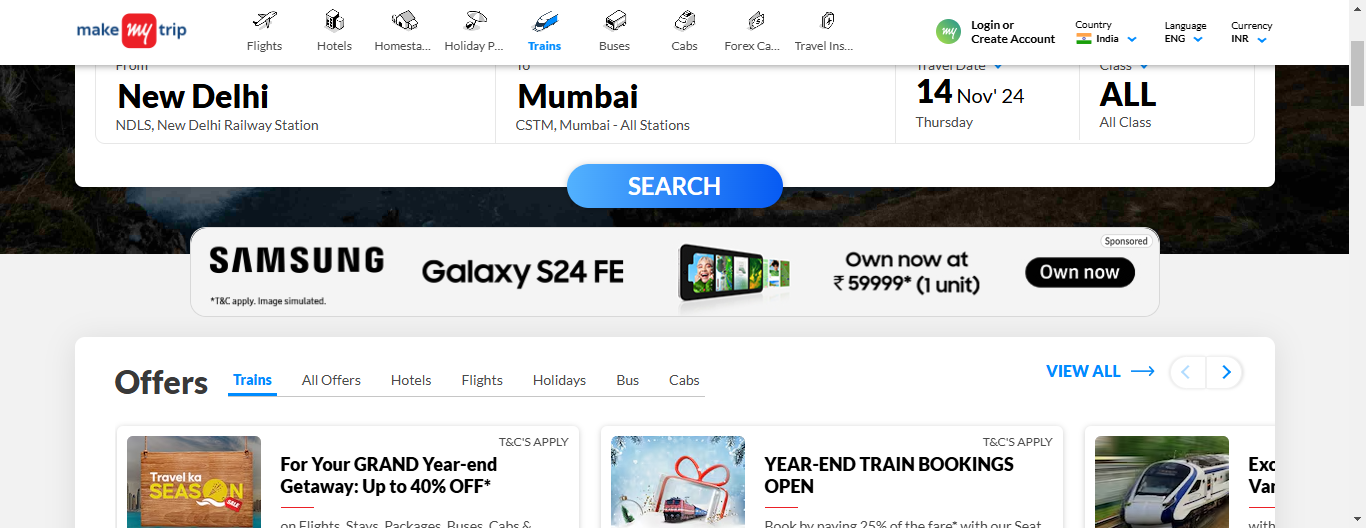 make my trip
Flights
Hotels
Homesta...
Holiday P...
Trains
Buses
Cabs
Forex Ca...
Travel Ins...
my
Login or
Create Account
Country
India
Language
ENG
Currency
INR
From
To
Travel Date
Class
New Delhi
Mumbai
14 Nov' 24
ALL
NDLS, New Delhi Railway Station
CSTM, Mumbai - All Stations
Thursday
All Class
SEARCH
Sponsored
SAMSUNG
*T&C apply. Image simulated.
Galaxy S24 FE
Own now at
₹ 59999* (1 unit)
Own now
Offers
Trains
All Offers
Hotels
Flights
Holidays
Bus
Cabs
VIEW ALL
T&C'S APPLY
Travel ka
SEASON
SALE
For Your GRAND Year-end
Getaway: Up to 40% OFF*
on Flights, Stays, Packages, Buses, Cabs &
T&C'S APPLY
YEAR-END TRAIN BOOKINGS
OPEN
Book by paying 25% of the fare* with our Seat
Exc
Van
with